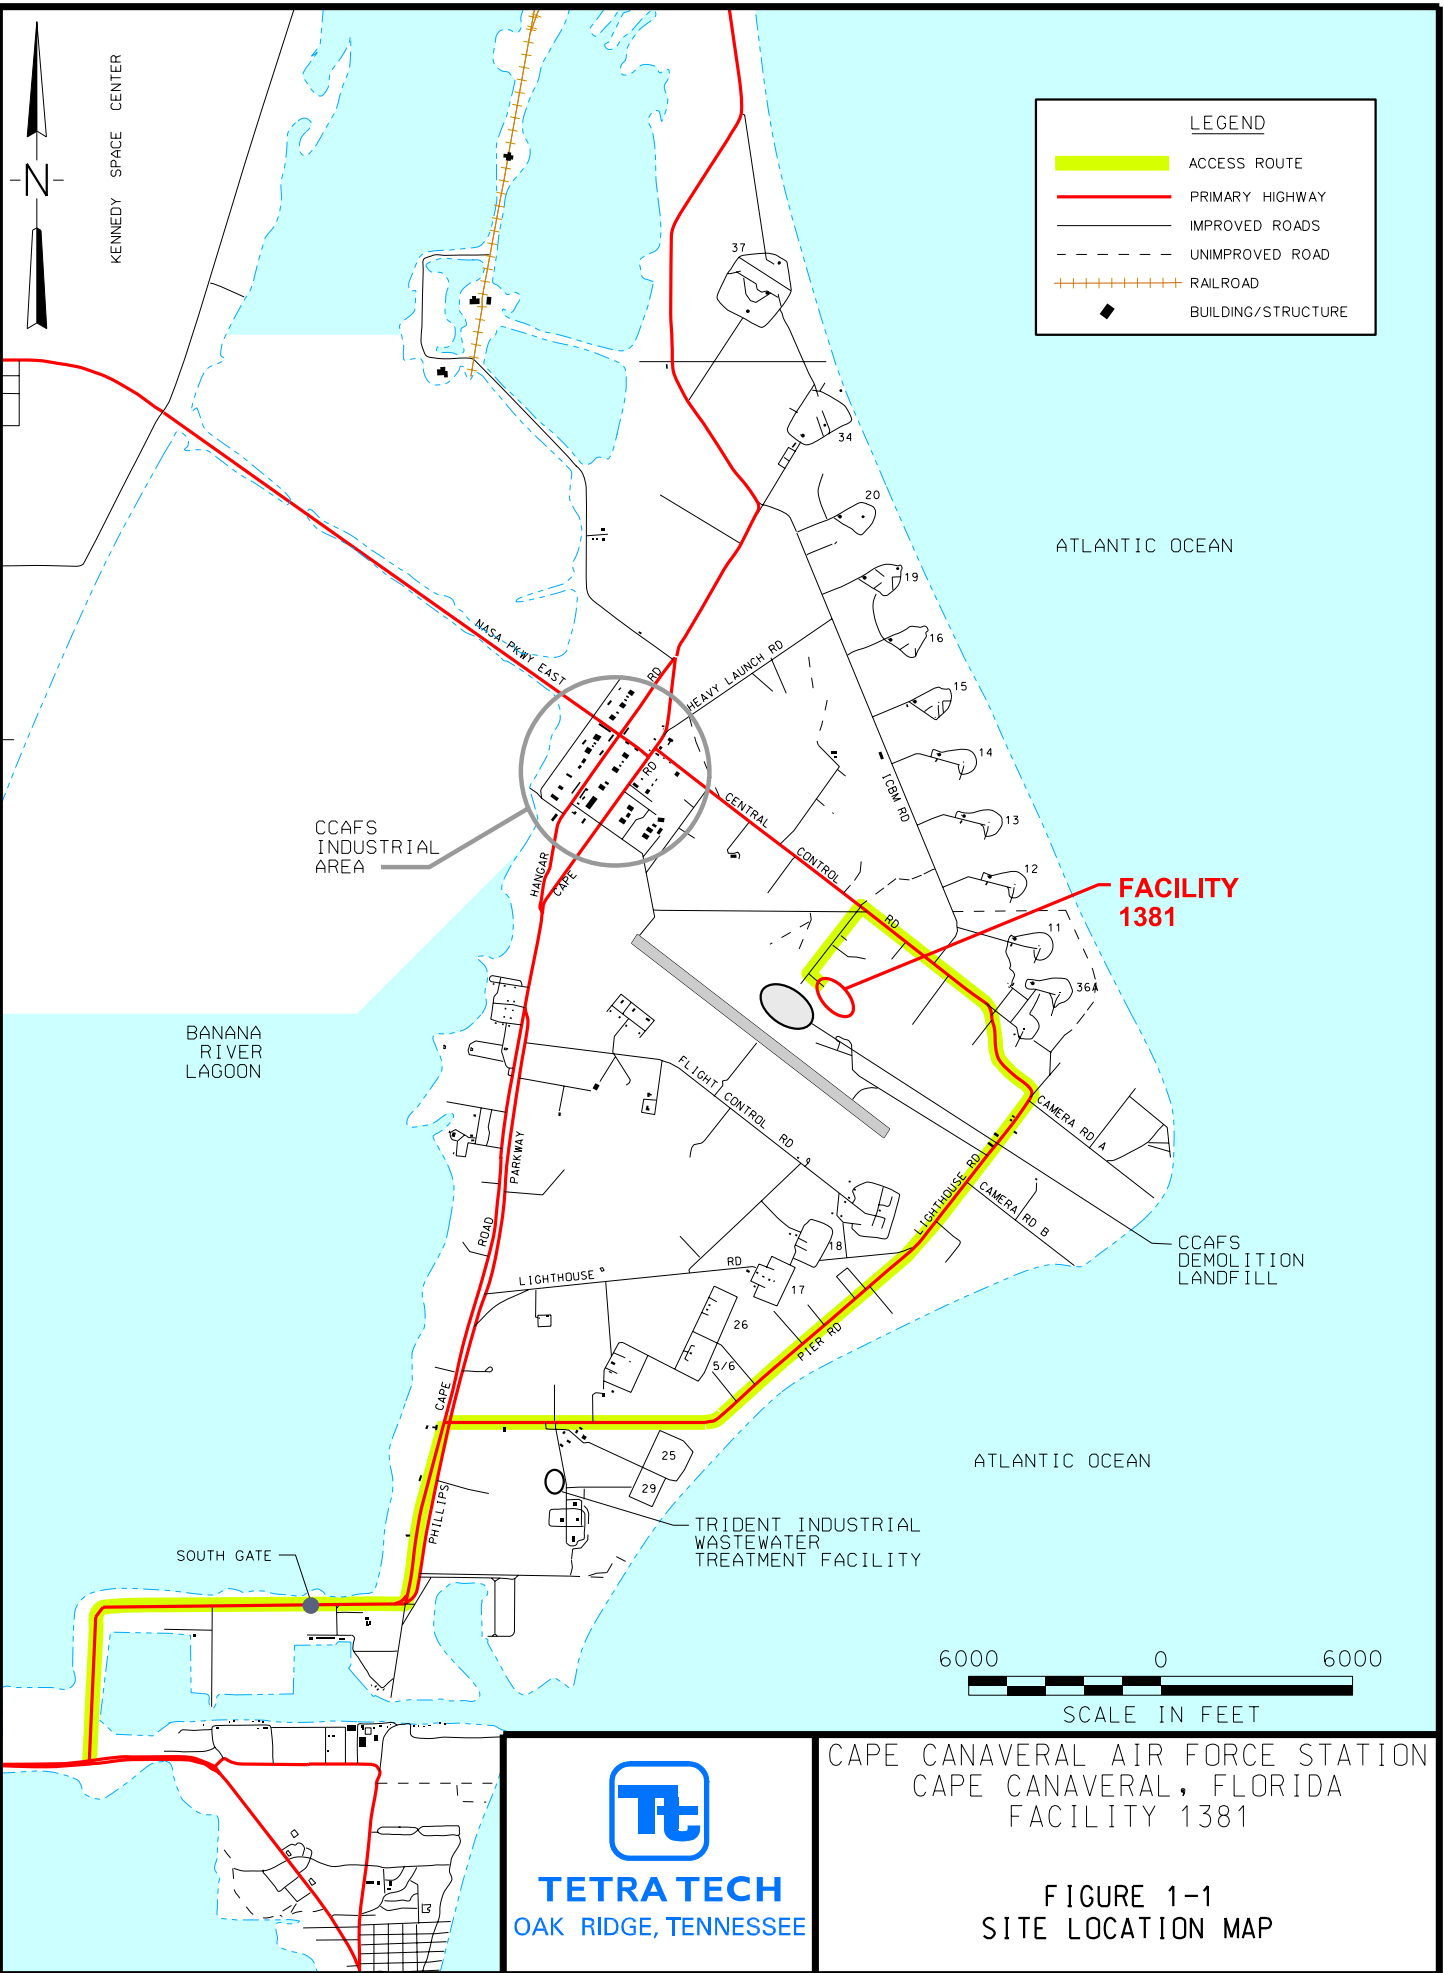 KENNEDY SPACE CENTER
N
LEGEND
ACCESS ROUTE
PRIMARY HIGHWAY
IMPROVED ROADS
UNIMPROVED ROAD
RAILROAD
BUILDING/STRUCTURE
37
34
20
19
16
15
14
13
12
11
36A
ATLANTIC OCEAN
NASA PKWY EAST
RD
HEAVY LAUNCH RD
RD
CENTRAL
CONTROL
RD
ICBM RD
CCAFS
INDUSTRIAL
AREA
HANGAR
CAPE
FACILITY
1381
BANANA
RIVER
LAGOON
FLIGHT CONTROL RD
CAMERA RD A
CAMERA RD B
LIGHTHOUSE RD
PARKWAY
ROAD
LIGHTHOUSE
RD
18
17
26
5/6
PIER RD
CCAFS
DEMOLITION
LANDFILL
CAPE
PHILLIPS
25
29
ATLANTIC OCEAN
TRIDENT INDUSTRIAL
WASTEWATER
TREATMENT FACILITY
SOUTH GATE
6000 0 6000
SCALE IN FEET
Tt
TETRA TECH
OAK RIDGE, TENNESSEE
CAPE CANAVERAL AIR FORCE STATION
CAPE CANAVERAL, FLORIDA
FACILITY 1381
FIGURE 1-1
SITE LOCATION MAP